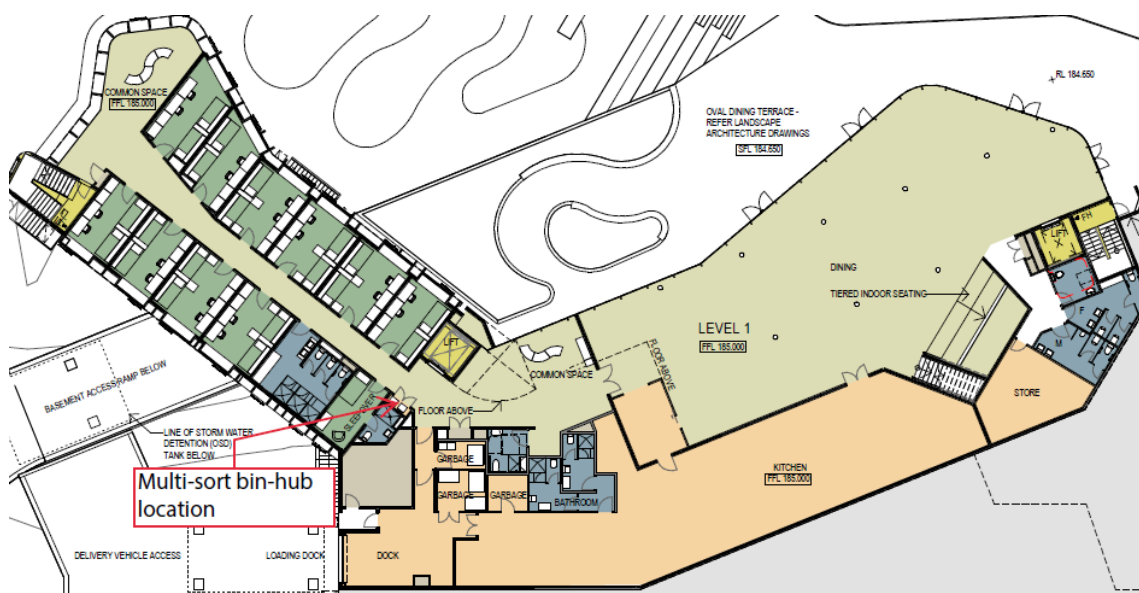 COMMON SPACE
FFL 185.000
RL 184.650
OVAL DINING TERRACE -
REFER LANDSCAPE
ARCHITECTURE DRAWINGS
SFL 184.650
FH
LIFT
DINING
TIERED INDOOR SEATING
F
M
LEVEL 1
FFL 185.000
FLOOR ABOVE
LIFT
COMMON SPACE
BASEMENT ACCESS RAMP BELOW
SLEEPOVER
FLOOR ABOVE
STORE
LINE OF STORM WATER
DETENTION (OSD)
TANK BELOW
GARBAGE
KITCHEN
FFL 185.000
Multi-sort bin-hub
location
GARBAGE
GARBAGE
BATHROOM
DELIVERY VEHICLE ACCESS
LOADING DOCK
DOCK